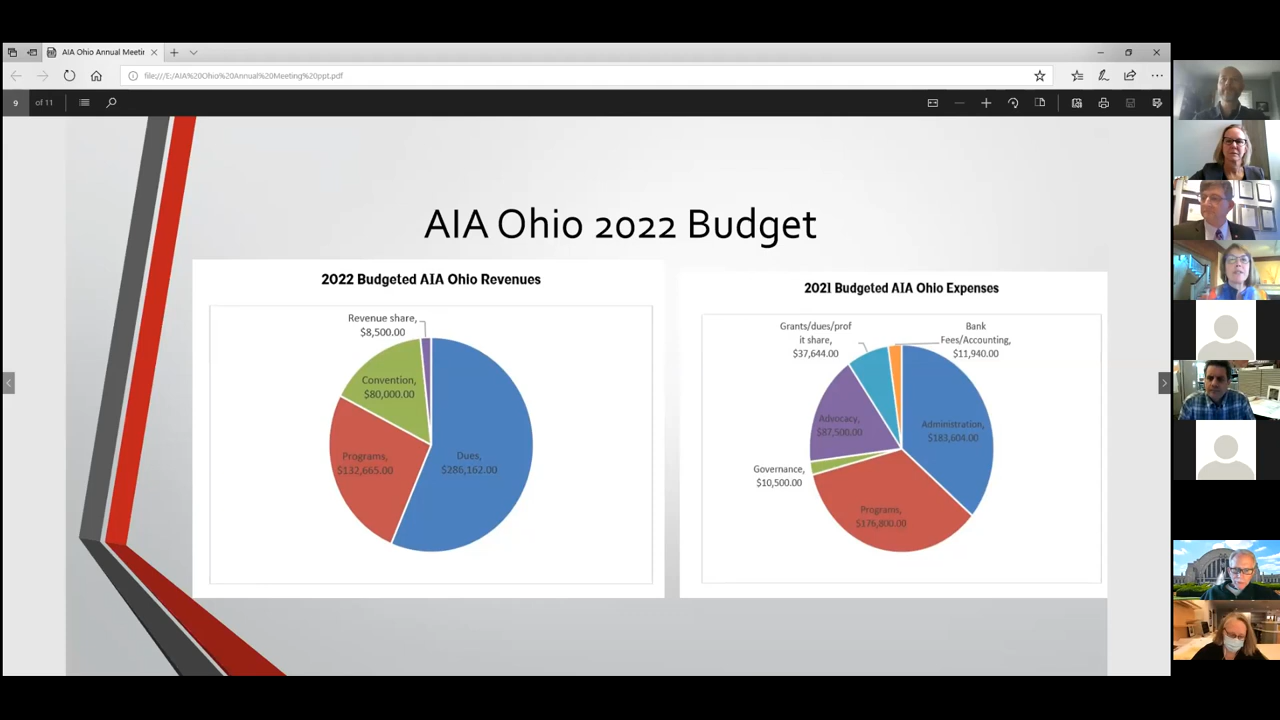 AIA Ohio Annual Meetir
file:///E:/AIA%20Ohio%20Annual%20Meeting%20ppt.pdf
9 of 11
AIA Ohio 2022 Budget
2022 Budgeted AIA Ohio Revenues
Revenue share,
$8,500.00
Convention,
$80,000.00
Programs,
$132,665.00
Dues,
$286,162.00
2021 Budgeted AIA Ohio Expenses
Grants/dues/prof
it share,
$37,644.00
Bank
Fees/Accounting,
$11,940.00
Advocacy,
$87,500.00
Administration,
$183,604.00
Governance,
$10,500.00
Programs,
$176,800.00